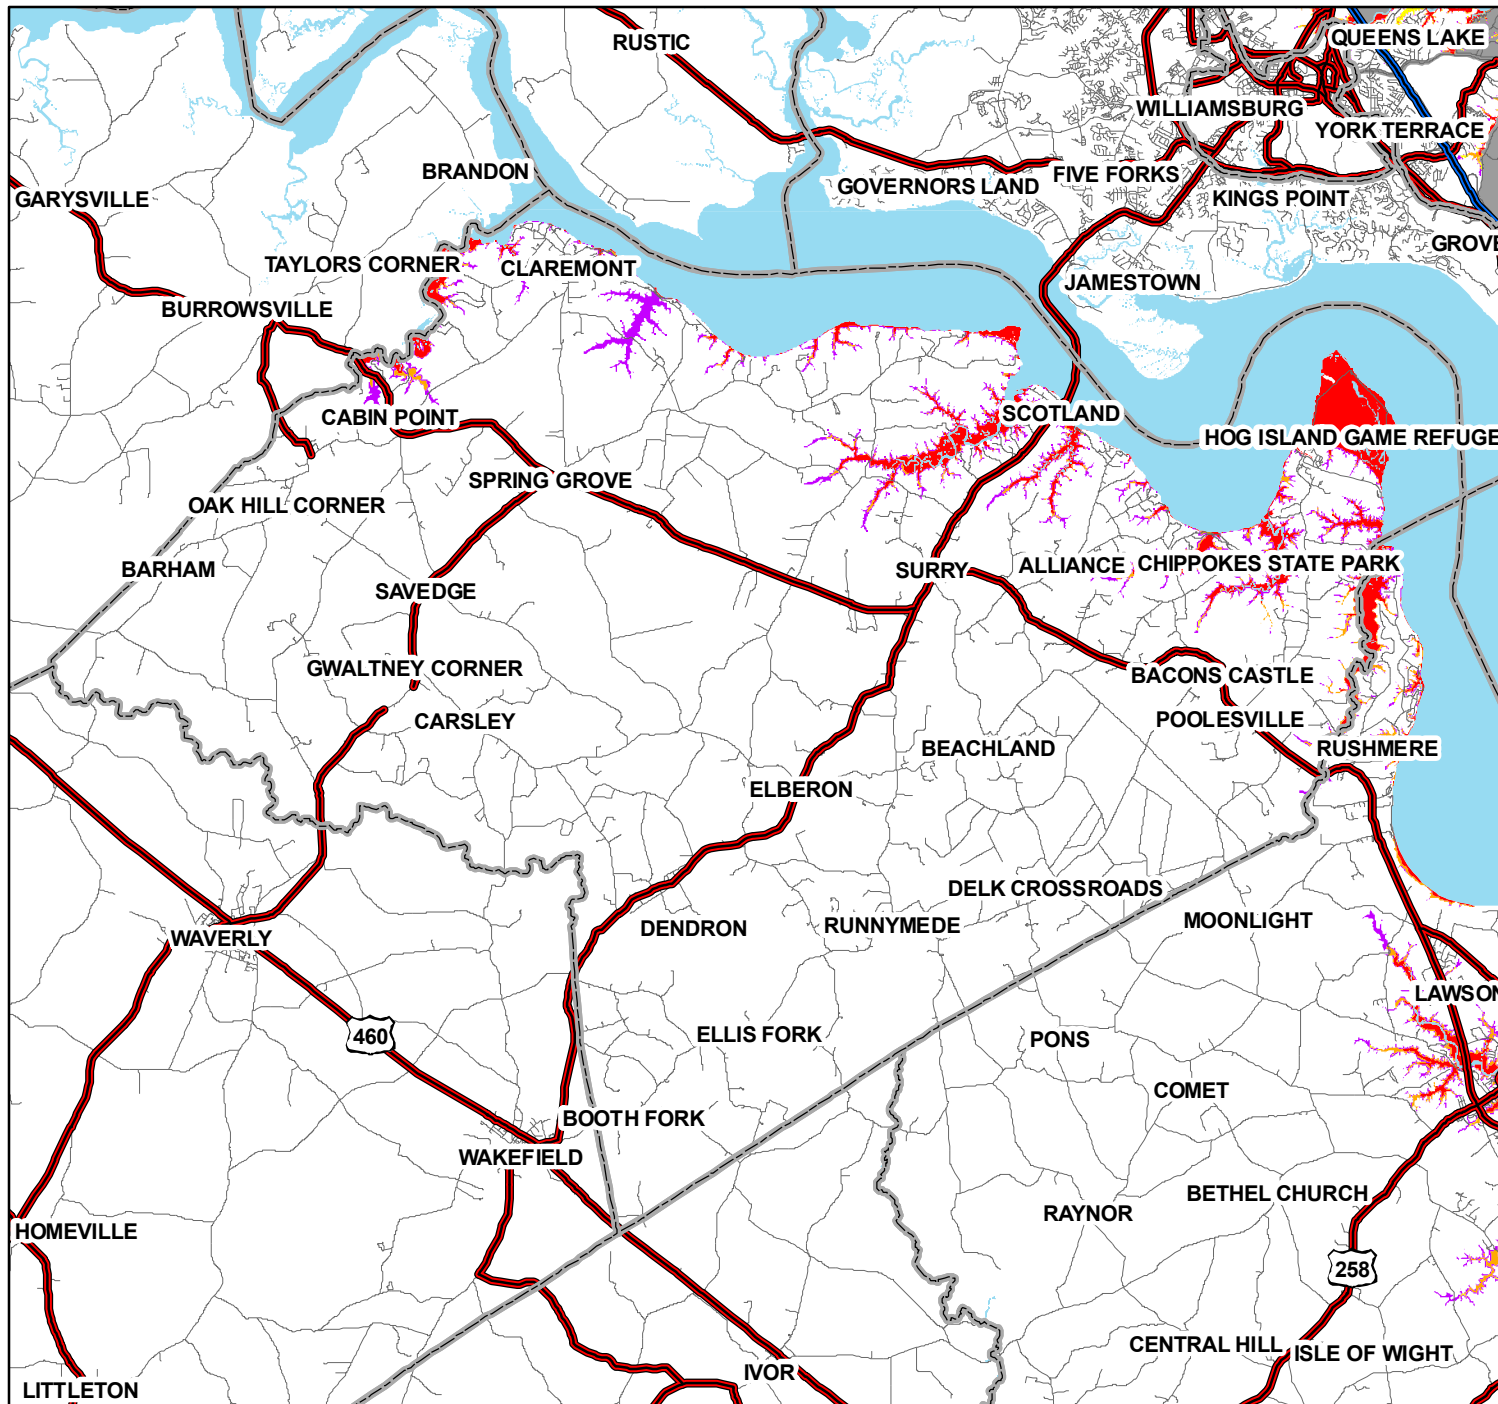 RUSTIC
QUEENS LAKE
WILLIAMSBURG
YORK TERRACE
BRANDON
FIVE FORKS
GOVERNORS LAND
KINGS POINT
GARYSVILLE
GROVE
TAYLORS CORNER
CLAREMONT
JAMESTOWN
BURROWSVILLE
CABIN POINT
SCOTLAND
HOG ISLAND GAME REFUGE
SPRING GROVE
OAK HILL CORNER
BARHAM
SURRY
ALLIANCE
CHIPPOKES STATE PARK
SAVEDGE
GWALTNEY CORNER
BACONS CASTLE
CARSLEY
POOLESVILLE
BEACHLAND
RUSHMERE
ELBERON
DELK CROSSROADS
DENDRON
RUNNYMEDE
MOONLIGHT
WAVERLY
LAWSON
460
ELLIS FORK
PONS
COMET
BOOTH FORK
WAKEFIELD
BETHEL CHURCH
RAYNOR
HOMEVILLE
258
CENTRAL HILL
ISLE OF WIGHT
IVOR
LITTLETON